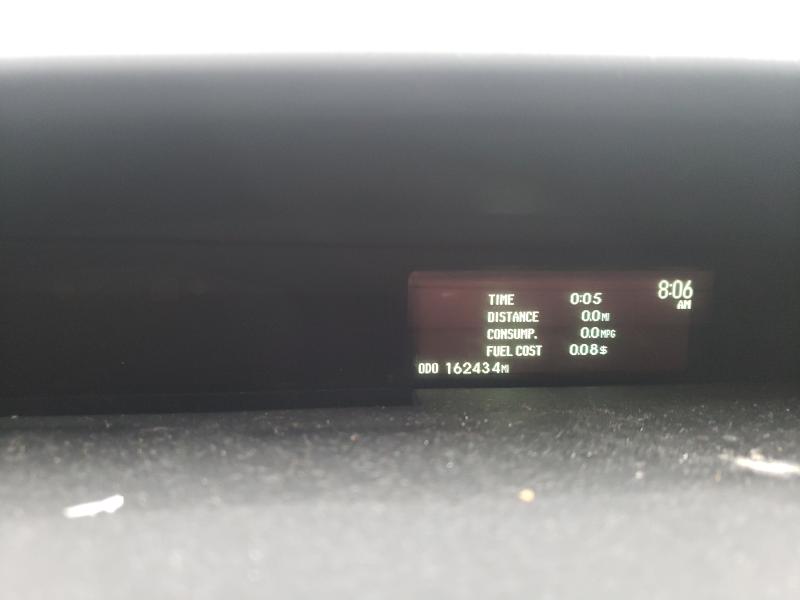 8:06
AM
TIME 0:05
DISTANCE 0.0 MI
CONSUMP. 0.0 MPG
FUEL COST 0.08 $
ODO 162434 MI